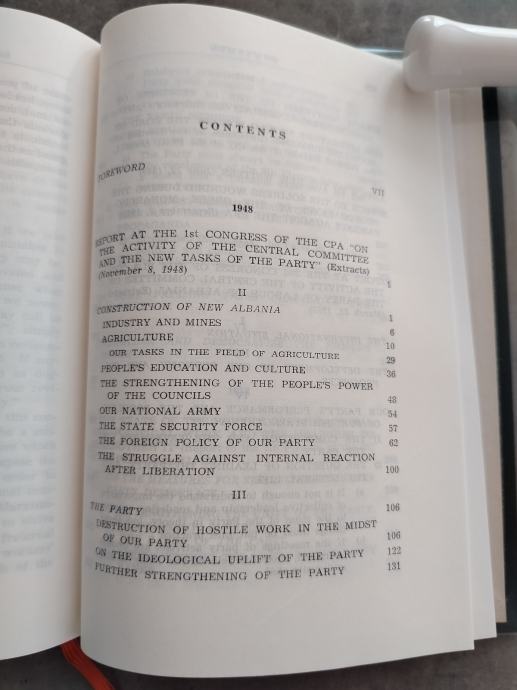 CONTENTS
FOREWORD
VII
1948
REPORT AT THE 1st CONGRESS OF THE CPA "ON
THE ACTIVITY OF THE CENTRAL COMMITTEE
AND THE NEW TASKS OF THE PARTY" (Extracts)
(November 8, 1948) 1
II
CONSTRUCTION OF NEW ALBANIA 1
INDUSTRY AND MINES 6
AGRICULTURE 10
OUR TASKS IN THE FIELD OF AGRICULTURE 29
PEOPLE'S EDUCATION AND CULTURE 36
THE STRENGTHENING OF THE PEOPLE'S POWER
OF THE COUNCILS 48
OUR NATIONAL ARMY 54
THE STATE SECURITY FORCE 57
THE FOREIGN POLICY OF OUR PARTY 62
THE STRUGGLE AGAINST INTERNAL REACTION
AFTER LIBERATION 100
III
THE PARTY 106
DESTRUCTION OF HOSTILE WORK IN THE MIDST
OF OUR PARTY 106
ON THE IDEOLOGICAL UPLIFT OF THE PARTY 122
FURTHER STRENGTHENING OF THE PARTY 131